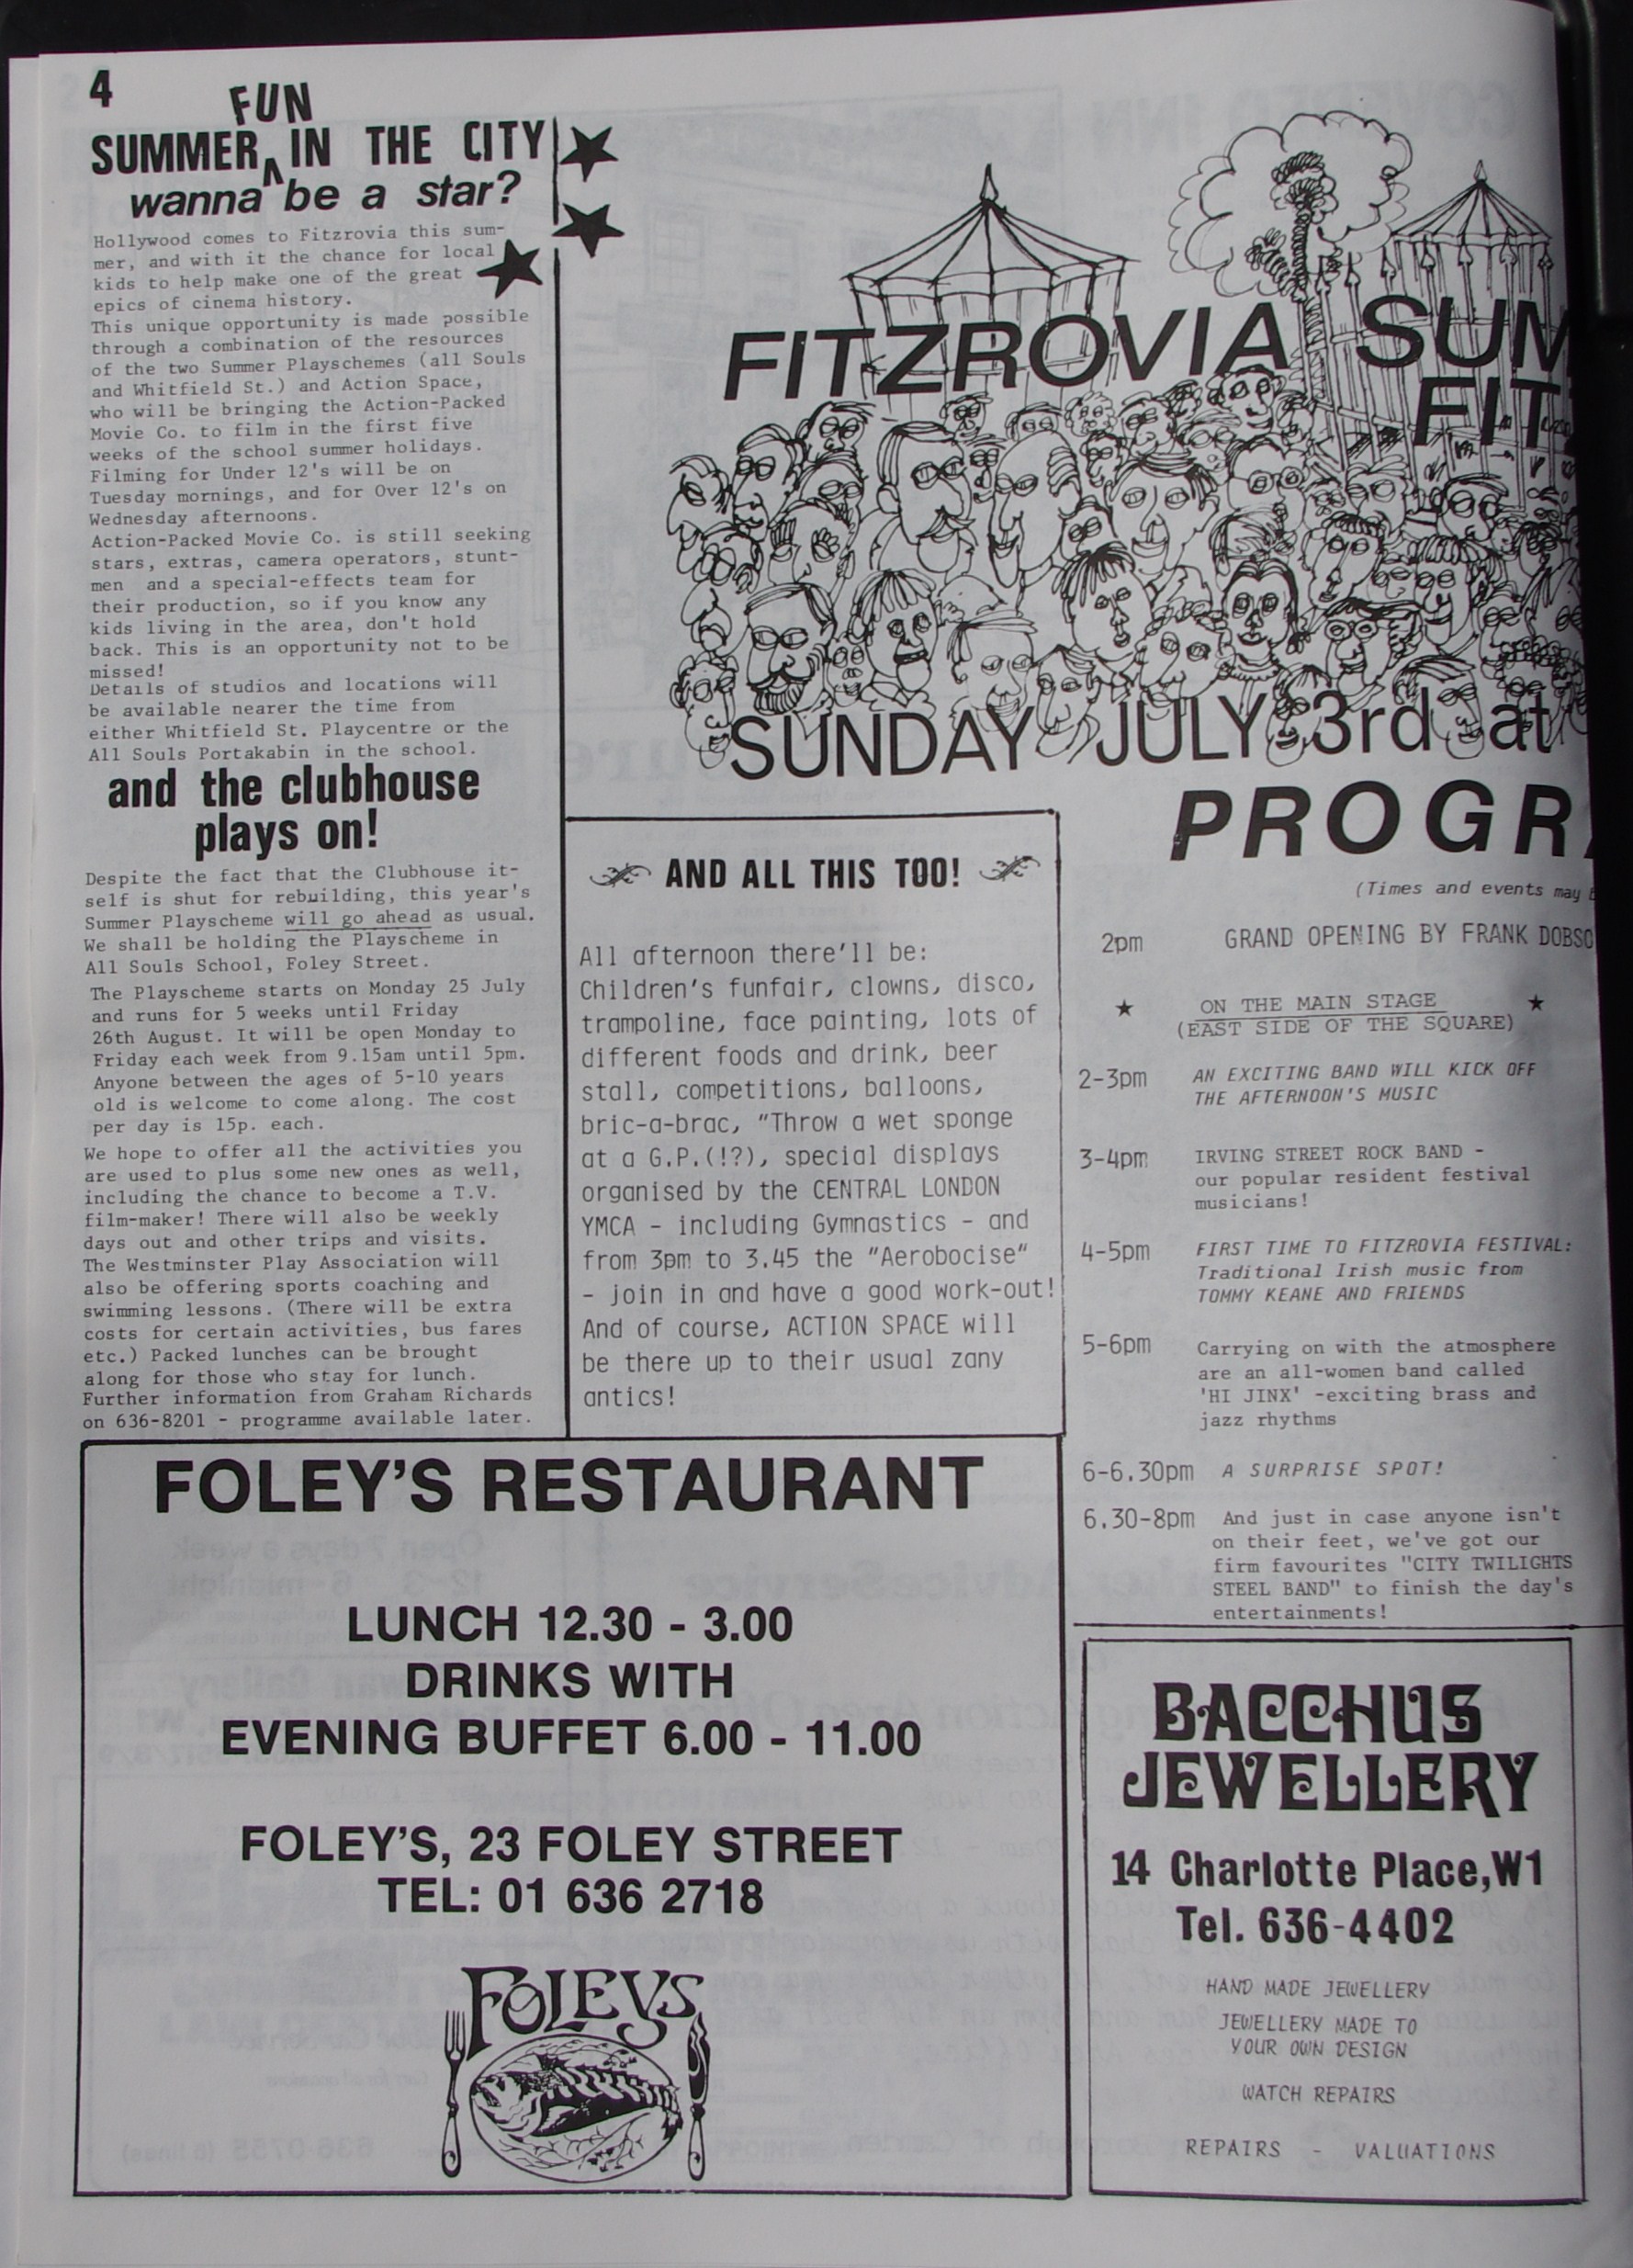 4
FUN
SUMMER IN THE CITY
wanna be a star?
Hollywood comes to Fitzrovia this sum-
mer, and with it the chance for local
kids to help make one of the great
epics of cinema history.
This unique opportunity is made possible
through a combination of the resources
of the two Summer Playschemes (all Souls
and Whitfield St.) and Action Space,
who will be bringing the Action-Packed
Movie Co. to film in the first five
weeks of the school summer holidays.
Filming for Under 12's will be on
Tuesday mornings, and for Over 12's on
Wednesday afternoons.
Action-Packed Movie Co. is still seeking
stars, extras, camera operators, stunt-
men and a special-effects team for
their production, so if you know any
kids living in the area, don't hold
back. This is an opportunity not to be
missed!
Details of studios and locations will
be available nearer the time from
either Whitfield St. Playcentre or the
All Souls Portakabin in the school.
and the clubhouse
plays on!
Despite the fact that the Clubhouse it-
self is shut for rebuilding, this year's
Summer Playscheme will go ahead as usual.
We shall be holding the Playscheme in
All Souls School, Foley Street.
The Playscheme starts on Monday 25 July
and runs for 5 weeks until Friday
26th August. It will be open Monday to
Friday each week from 9.15am until 5pm.
Anyone between the ages of 5-10 years
old is welcome to come along. The cost
per day is 15p. each.
We hope to offer all the activities you
are used to plus some new ones as well,
including the chance to become a T.V.
film-maker! There will also be weekly
days out and other trips and visits.
The Westminster Play Association will
also be offering sports coaching and
swimming lessons. (There will be extra
costs for certain activities, bus fares
etc.) Packed lunches can be brought
along for those who stay for lunch.
Further information from Graham Richards
on 636-8201 - programme available later.
FITZROVIA SUM
FIT
SUNDAY JULY 3rd at
AND ALL THIS TOO!
All afternoon there'll be:
Children's funfair, clowns, disco,
trampoline, face painting, lots of
different foods and drink, beer
stall, competitions, balloons,
bric-a-brac, "Throw a wet sponge
at a G.P.(!?), special displays
organised by the CENTRAL LONDON
YMCA - including Gymnastics - and
from 3pm to 3.45 the "Aerobocise"
- join in and have a good work-out!
And of course, ACTION SPACE will
be there up to their usual zany
antics!
PROGR
(Times and events may
2pm GRAND OPENING BY FRANK DOBSO
ON THE MAIN STAGE
(EAST SIDE OF THE SQUARE)
2-3pm AN EXCITING BAND WILL KICK OFF
THE AFTERNOON'S MUSIC
3-4pm IRVING STREET ROCK BAND -
our popular resident festival
musicians!
4-5pm FIRST TIME TO FITZROVIA FESTIVAL:
Traditional Irish music from
TOMMY KEANE AND FRIENDS
5-6pm Carrying on with the atmosphere
are an all-women band called
'HI JINX' -exciting brass and
jazz rhythms
6-6.30pm A SURPRISE SPOT!
6.30-8pm And just in case anyone isn't
on their feet, we've got our
firm favourites "CITY TWILIGHTS
STEEL BAND" to finish the day's
entertainments!
FOLEY'S RESTAURANT
LUNCH 12.30 - 3.00
DRINKS WITH
EVENING BUFFET 6.00 - 11.00
FOLEY'S, 23 FOLEY STREET
TEL: 01 636 2718
FOLEYS
BACCHUS
JEWELLERY
14 Charlotte Place,W1
Tel. 636-4402
HAND MADE JEWELLERY
JEWELLERY MADE TO
YOUR OWN DESIGN
WATCH REPAIRS
REPAIRS - VALUATIONS